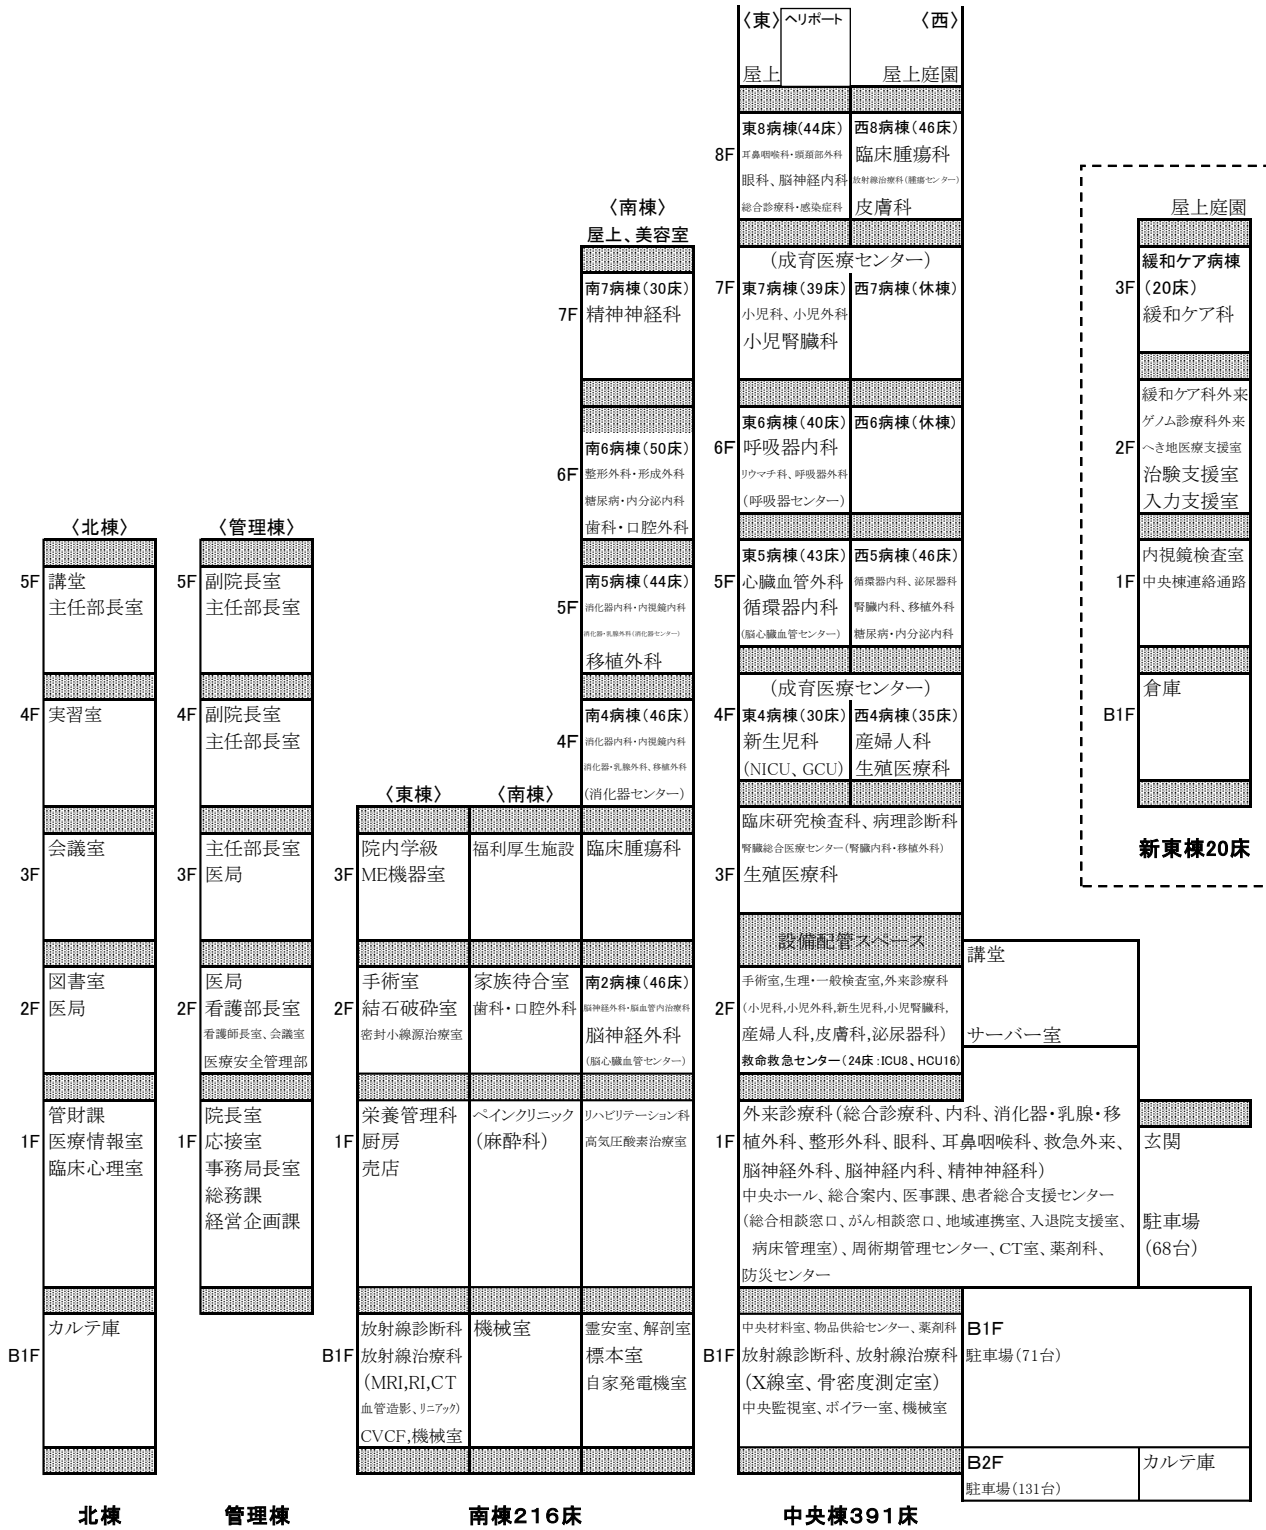 〈北棟〉
5F
講堂
主任部長室
4F
実習室
3F
会議室
2F
図書室
医局
1F
管財課
医療情報室
臨床心理室
B1F
カルテ庫
北棟
〈管理棟〉
5F
副院長室
主任部長室
4F
副院長室
主任部長室
3F
主任部長室
医局
2F
医局
看護部長室
看護師長室、会議室
医療安全管理部
1F
院長室
応接室
事務局長室
総務課
経営企画課
管理棟
〈東棟〉
3F
院内学級
ME機器室
2F
手術室
結石破砕室
密封小線源治療室
1F
栄養管理科
厨房
売店
B1F
放射線診断科
放射線治療科
(MRI,RI,CT
血管造影、リニアック)
CVCF,機械室
〈南棟〉
福利厚生施設
家族待合室
歯科・口腔外科
ペインクリニック
(麻酔科)
機械室
〈南棟〉
屋上、美容室
7F
南7病棟(30床)
精神神経科
6F
南6病棟(50床)
整形外科・形成外科
糖尿病・内分泌内科
歯科・口腔外科
5F
南5病棟(44床)
消化器内科・内視鏡内科
消化器・乳腺外科(消化器センター)
移植外科
4F
南4病棟(46床)
消化器内科・内視鏡内科
消化器・乳腺外科、移植外科
(消化器センター)
臨床腫瘍科
南2病棟(46床)
脳神経外科・脳血管内治療科
脳神経外科
(脳心臓血管センター)
リハビリテーション科
高気圧酸素治療室
霊安室、解剖室
標本室
自家発電機室
南棟216床
〈東〉
ヘリポート
〈西〉
屋上
屋上庭園
8F
東8病棟(44床)
耳鼻咽喉科・頭頚部外科
眼科、脳神経内科
総合診療科・感染症科
西8病棟(46床)
臨床腫瘍科
放射線治療科(腫瘍センター)
皮膚科
(成育医療センター)
7F
東7病棟(39床)
小児科、小児外科
小児腎臓科
西7病棟(休棟)
6F
東6病棟(40床)
呼吸器内科
リウマチ科、呼吸器外科
(呼吸器センター)
西6病棟(休棟)
5F
東5病棟(43床)
心臓血管外科
循環器内科
(脳心臓血管センター)
西5病棟(46床)
循環器内科、泌尿器科
腎臓内科、移植外科
糖尿病・内分泌内科
(成育医療センター)
4F
東4病棟(30床)
新生児科
(NICU、GCU)
西4病棟(35床)
産婦人科
生殖医療科
3F
臨床研究検査科、病理診断科
腎臓総合医療センター(腎臓内科・移植外科)
生殖医療科
設備配管スペース
2F
手術室,生理・一般検査室,外来診療科
(小児科,小児外科,新生児科,小児腎臓科,
産婦人科,皮膚科,泌尿器科)
救命救急センター(24床:ICU8、HCU16)
講堂
サーバー室
1F
外来診療科(総合診療科、内科、消化器・乳腺・移
植外科、整形外科、眼科、耳鼻咽喉科、救急外来、
脳神経外科、脳神経内科、精神神経科)
中央ホール、総合案内、医事課、患者総合支援センター
(総合相談窓口、がん相談窓口、地域連携室、入退院支援室、
病床管理室)、周術期管理センター、CT室、薬剤科、
防災センター
玄関
駐車場
(68台)
B1F
中央材料室、物品供給センター、薬剤科
放射線診断科、放射線治療科
(X線室、骨密度測定室)
中央監視室、ボイラー室、機械室
B1F
駐車場(71台)
B2F
駐車場(131台)
カルテ庫
中央棟391床
屋上庭園
3F
緩和ケア病棟
(20床)
緩和ケア科
2F
緩和ケア科外来
ゲノム診療科外来
へき地医療支援室
治験支援室
入力支援室
1F
内視鏡検査室
中央棟連絡通路
B1F
倉庫
新東棟20床